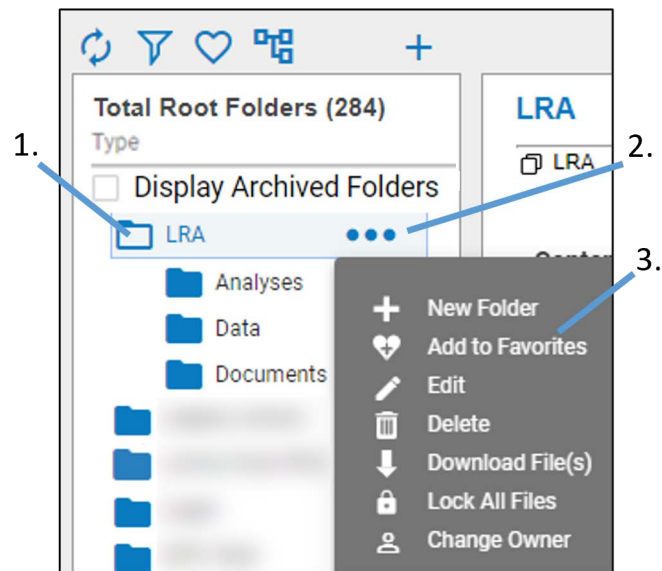 Total Root Folders (284)
LRA
1.
Type
2.
LRA
Display Archived Folders
LRA
3.
Analyses
New Folder
Data
Add to Favorites
Documents
Edit
Delete
Download File(s)
Lock All Files
Change Owner